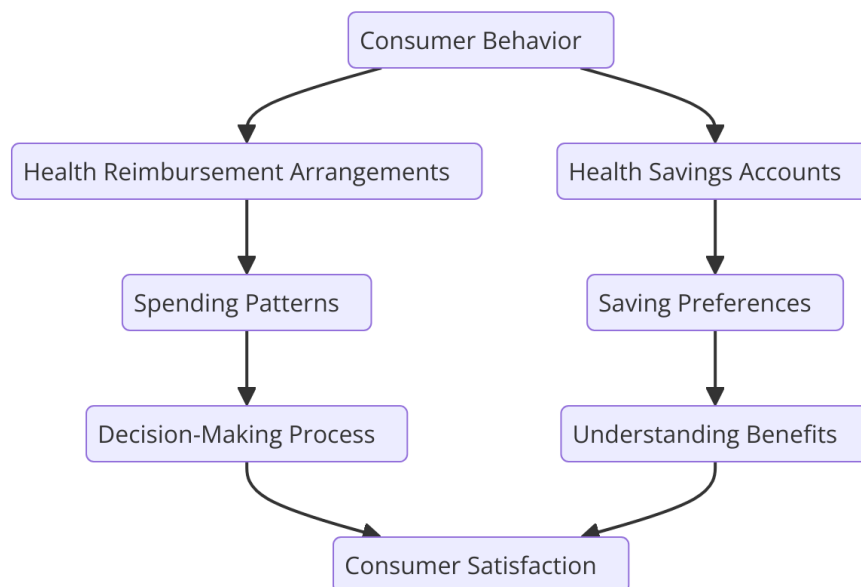 Consumer Behavior
Health Reimbursement Arrangements
Health Savings Accounts
Spending Patterns
Saving Preferences
Decision-Making Process
Understanding Benefits
Consumer Satisfaction